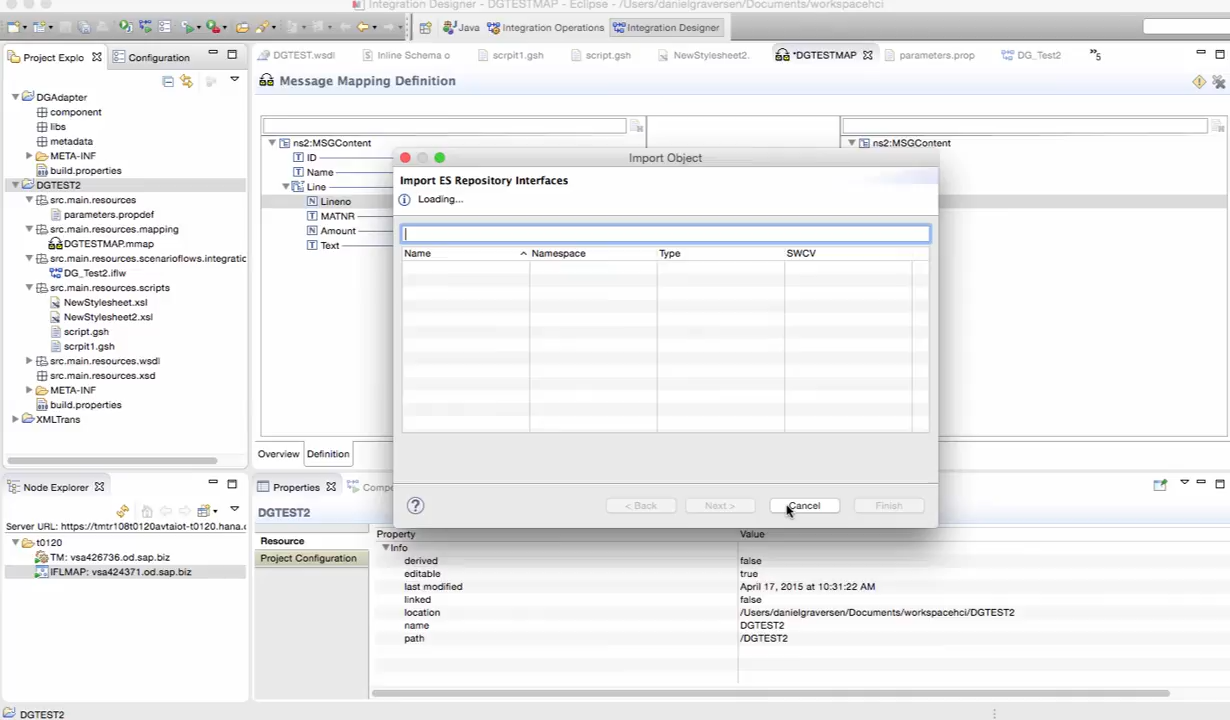 Integration Designer - DGTESTMAP - Eclipse - /Users/danielgraversen/Documents/workspacehci
Java Integration Operations Integration Designer
Project Explo Configuration
DGTEST.wsdl Inline Schema o scrpit1.gsh script.gsh NewStylesheet2. *DGTESTMAP parameters.prop DG_Test2 5
Message Mapping Definition
DGAdapter
component
libs
metadata
META-INF
build.properties
DGTEST2
src.main.resources
parameters.propdef
src.main.resources.mapping
DGTESTMAP.mmap
src.main.resources.scenarioflows.integratic
DG_Test2.iflw
src.main.resources.scripts
NewStylesheet.xsl
NewStylesheet2.xsl
script.gsh
scrpit1.gsh
src.main.resources.wsdl
src.main.resources.xsd
META-INF
build.properties
XMLTrans
ns2:MSGContent
ID
Name
Line
Lineno
MATNR
Amount
Text
ns2:MSGContent
Import Object
Import ES Repository Interfaces
Loading...
Name Namespace Type SWCV
< Back Next > Cancel Finish
Overview Definition
Node Explorer
Server URL: https://tmtr108t0120avtaiot-t0120.hana.
t0120
TM: vsa426736.od.sap.biz
IFLMAP: vsa424371.od.sap.biz
Properties Compo
DGTEST2
Resource
Project Configuration
Property Value
Info
derived false
editable true
last modified April 17, 2015 at 10:31:22 AM
linked false
location /Users/danielgraversen/Documents/workspacehci/DGTEST2
name DGTEST2
path /DGTEST2
DGTEST2